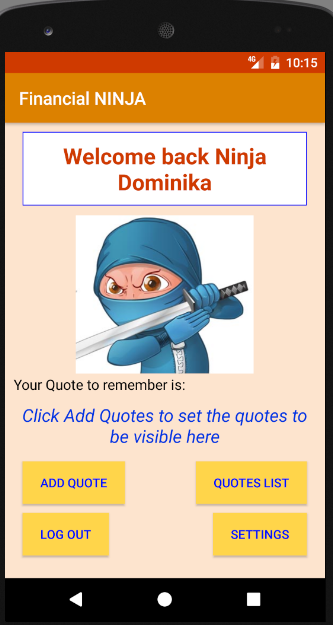 4G 10:15
Financial NINJA
Welcome back Ninja
Dominika
Your Quote to remember is:
Click Add Quotes to set the quotes to
be visible here
ADD QUOTE QUOTES LIST
LOG OUT SETTINGS